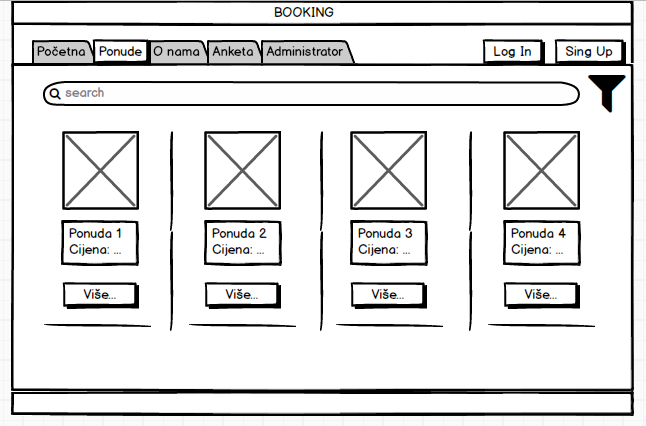 BOOKING
Početna Ponude O nama Anketa Administrator Log In Sing Up
search
Ponuda 1 Ponuda 2 Ponuda 3 Ponuda 4
Cijena: ... Cijena: ... Cijena: ... Cijena: ...
Više... Više... Više... Više...